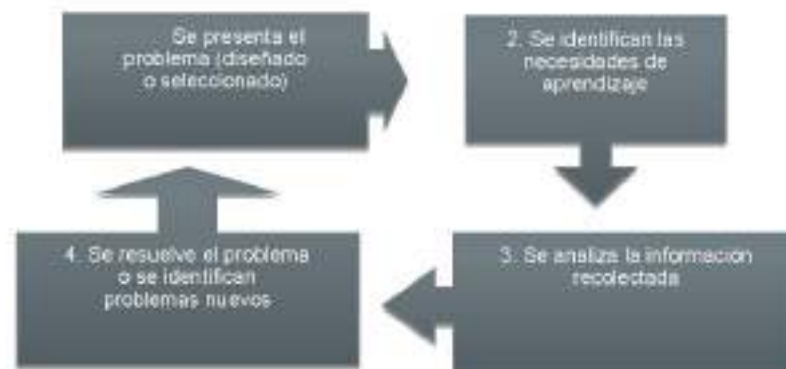 Se presenta el
problema (diseñado
o seleccionado)
2. Se identifican las
necesidades de
aprendizaje
3. Se analiza la información
recolectada
4. Se resuelve el problema
o se identifican
problemas nuevos